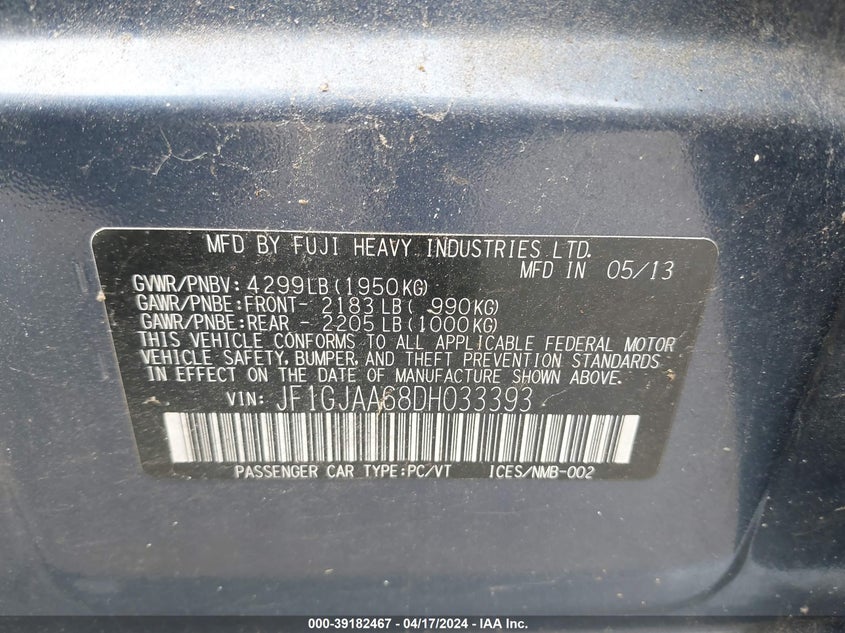 MFD BY FUJI HEAVY INDUSTRIES LTD.
MFD IN 05/13
GVWR/PNBV: 4299LB(1950KG)
GAWR/PNBE:FRONT- 2183 LB( 990KG)
GAWR/PNBE:REAR - 2205 LB(1000KG)
THIS VEHICLE CONFORMS TO ALL APPLICABLE FEDERAL MOTOR
VEHICLE SAFETY, BUMPER, AND THEFT PREVENTION STANDARDS
IN EFFECT ON THE DATE OF MANUFACTURE SHOWN ABOVE.
VIN: JF1GJAA68DH033393
PASSENGER CAR TYPE:PC/VT ICES/NMB-002
000-39182467 - 04/17/2024 - IAA Inc.